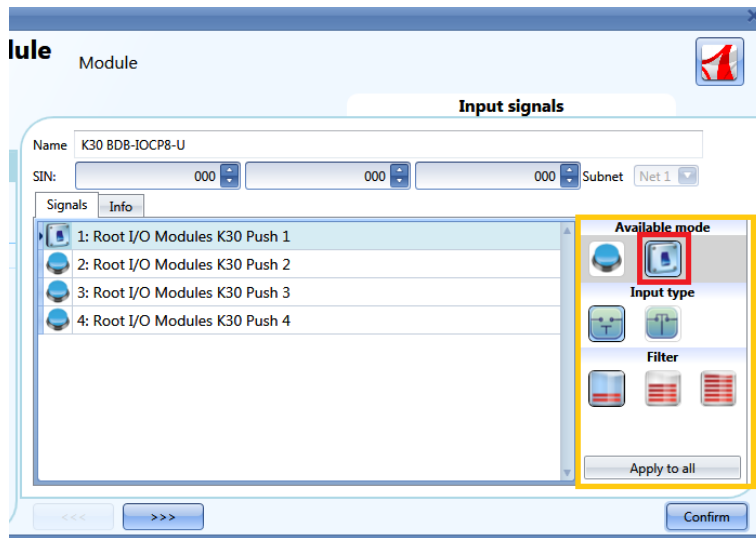 lule
Module
Input signals
Name K30 BDB-IOCP8-U
SIN: 000 000 000 Subnet Net 1
Signals Info
1: Root I/O Modules K30 Push 1
2: Root I/O Modules K30 Push 2
3: Root I/O Modules K30 Push 3
4: Root I/O Modules K30 Push 4
Available mode
Input type
Filter
Apply to all
<<< >>> Confirm